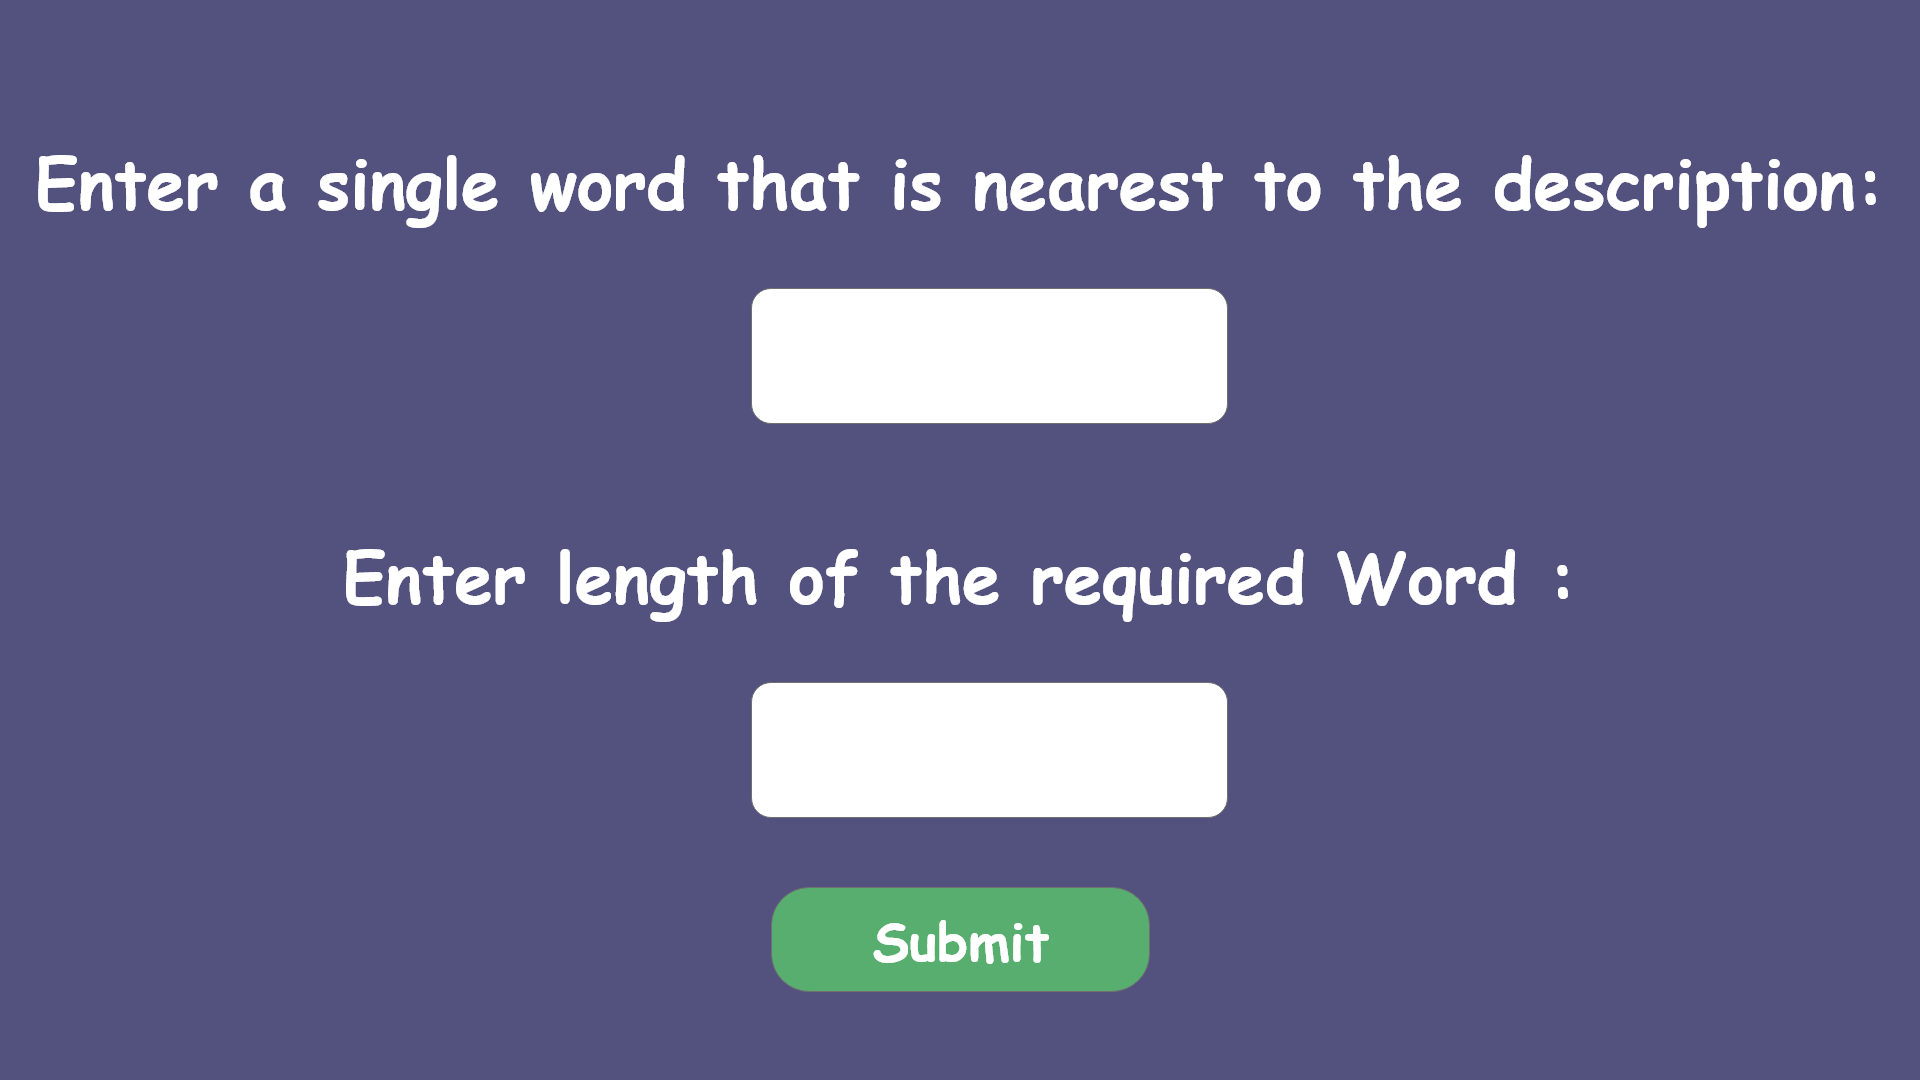 Enter a single word that is nearest to the description:
Enter length of the required Word :
Submit